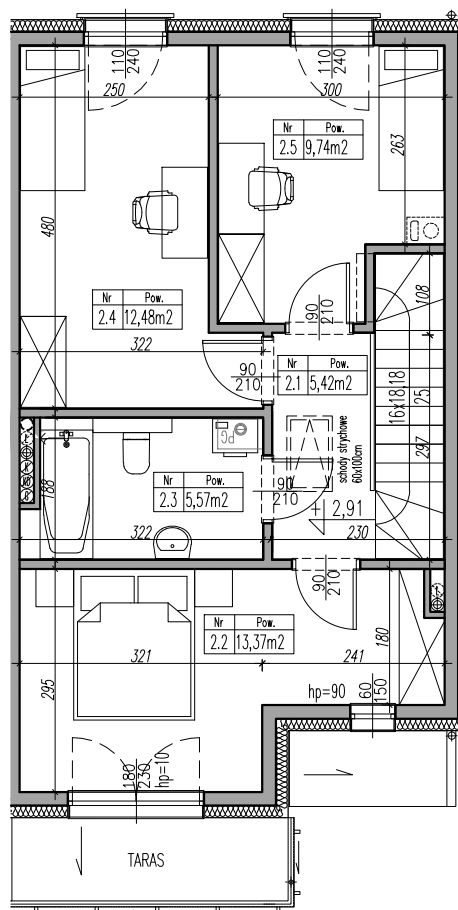 110
240
110
240
250
300
Nr Pow.
2.5 9,74m2
263
480
108
Nr Pow.
2.4 12,48m2
90
210
322
90
210
Nr Pow.
2.1 5,42m2
16x18,18
25
schody strychowe
60x100cm
297
PG
188
Nr Pow.
2.3 5,57m2
90
210
+ 2,91
322
230
90
210
Nr Pow.
2.2 13,37m2
180
321
241
295
hp=90
60
150
180
230
hp=10
TARAS